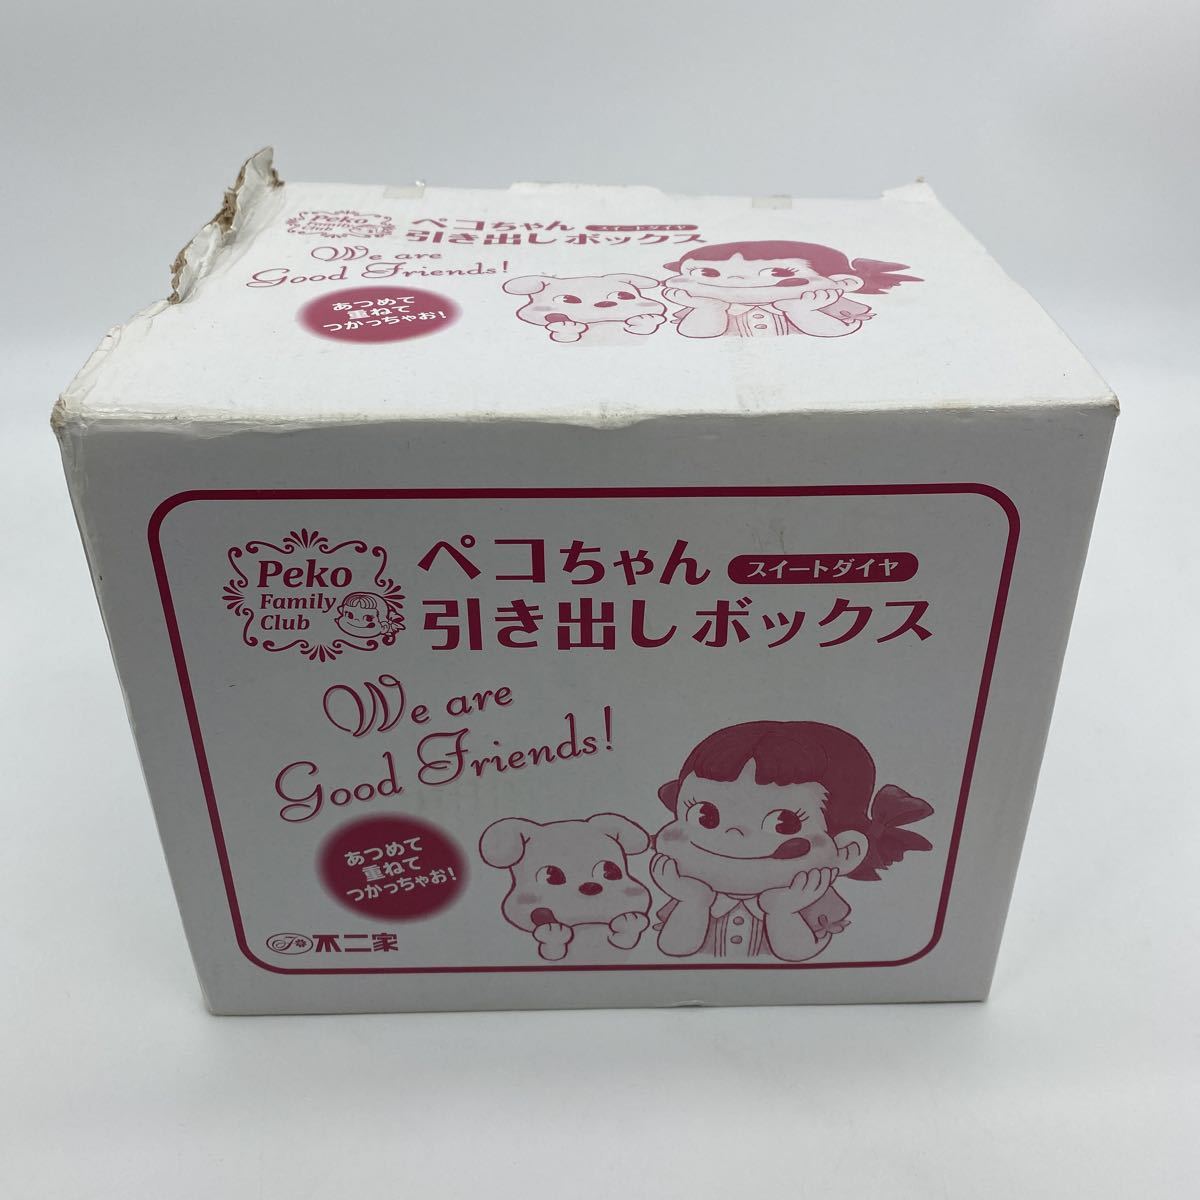 Peko
Family
Club
ペコちゃん スイートダイヤ
引き出しボックス
We are
Good Friends!
あつめて
重ねて
つかっちゃお!
Peko
Family
Club
ペコちゃん スイートダイヤ
引き出しボックス
We are
Good Friends!
あつめて
重ねて
つかっちゃお!
不二家